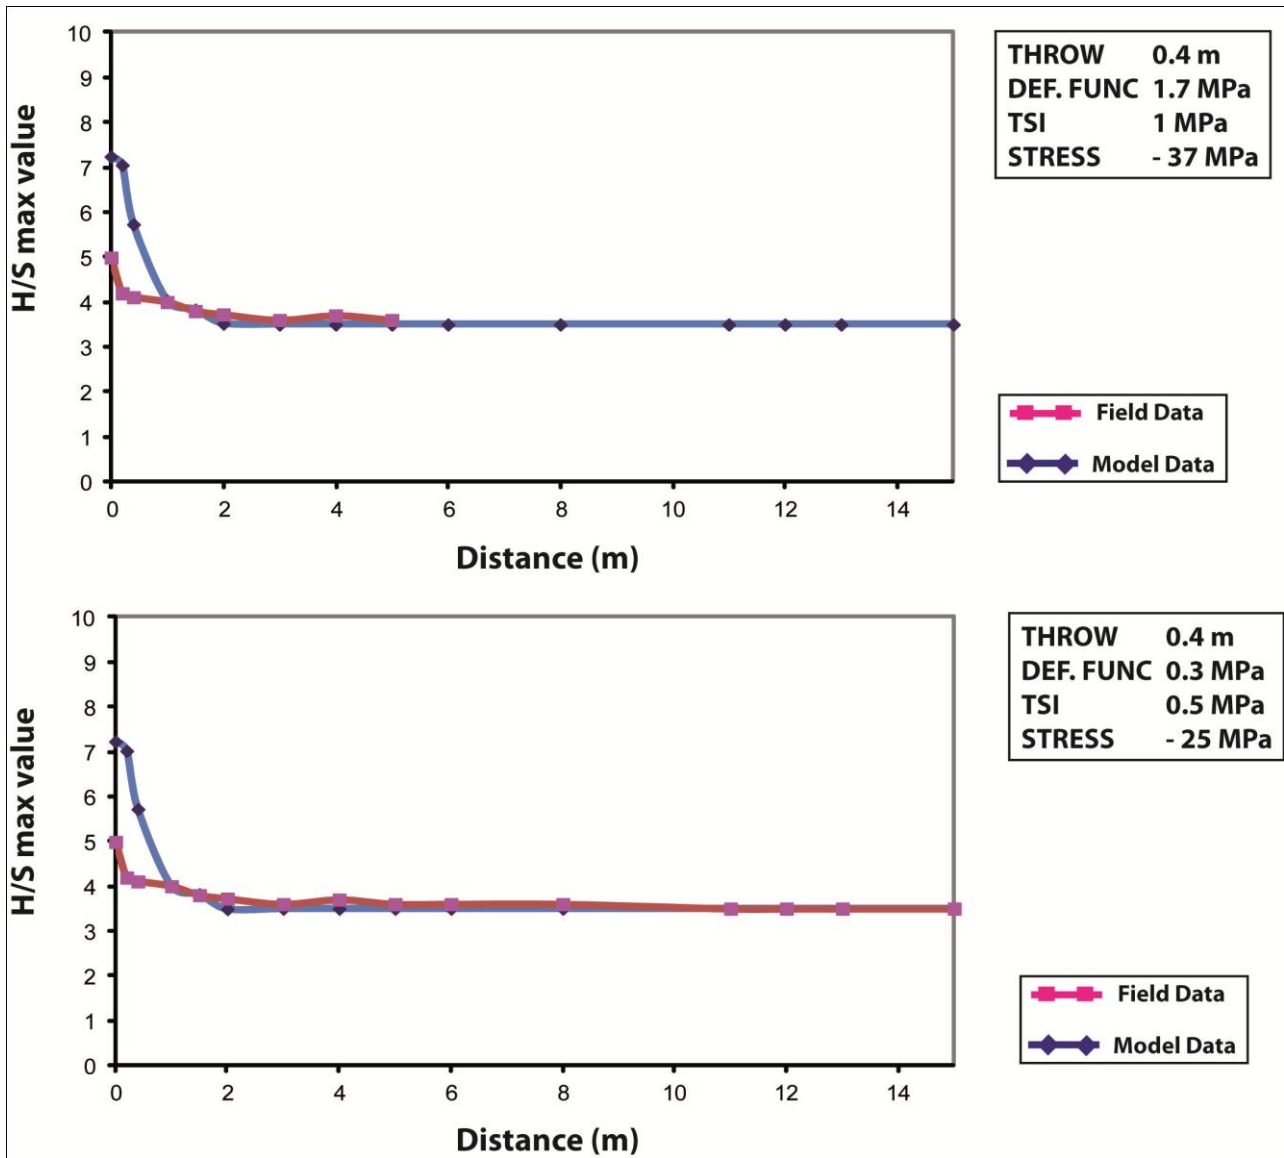 10
9
8
7
6
5
4
3
2
1
0
H/S max value
0 2 4 6 8 10 12 14
Distance (m)
THROW 0.4 m
DEF. FUNC 1.7 MPa
TSI 1 MPa
STRESS - 37 MPa
Field Data
Model Data
10
9
8
7
6
5
4
3
2
1
0
H/S max value
0 2 4 6 8 10 12 14
Distance (m)
THROW 0.4 m
DEF. FUNC 0.3 MPa
TSI 0.5 MPa
STRESS - 25 MPa
Field Data
Model Data